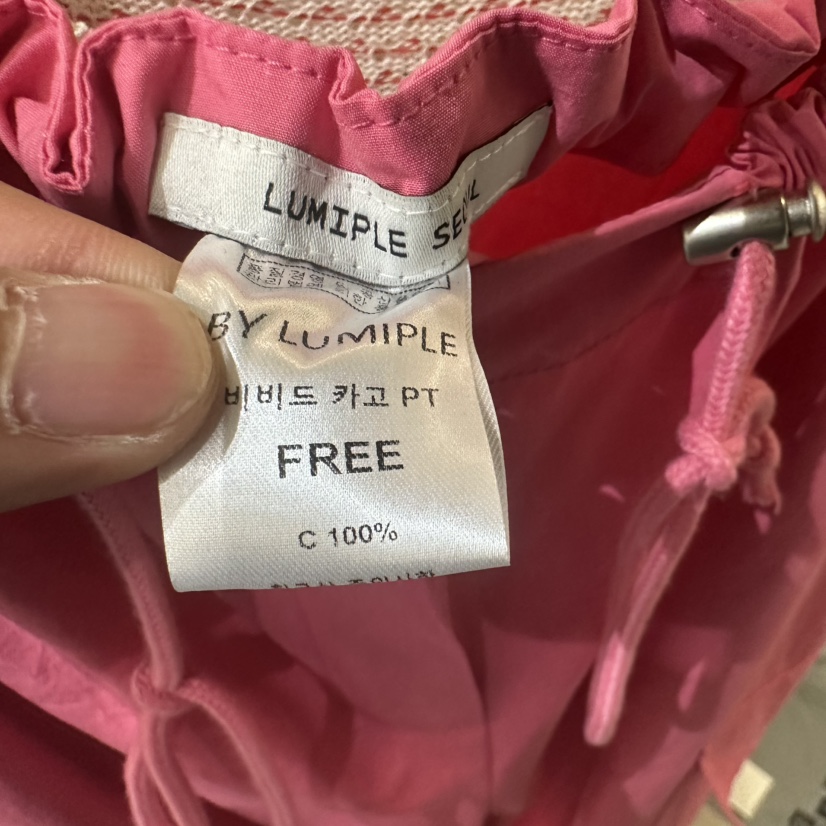 LUMIPLE SEOUL
BY LUMIPLE
비비드 카고 PT
FREE
C 100%